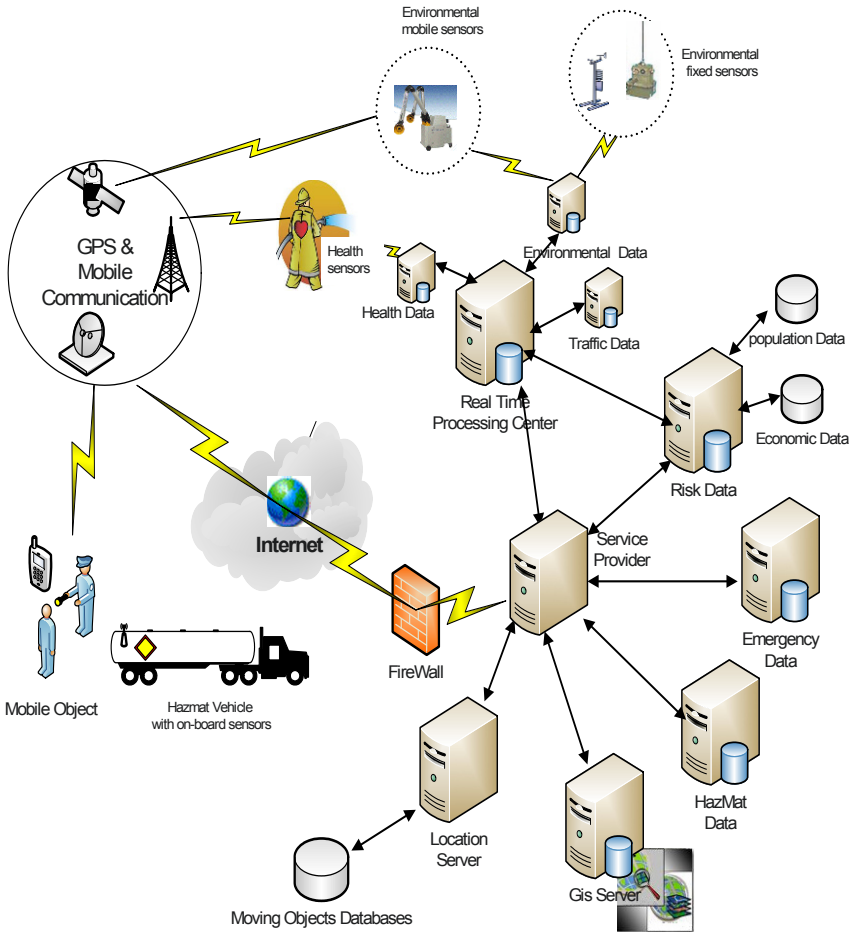 Environmental
mobile sensors
Environmental
fixed sensors
GPS &
Mobile
Communication
Health
sensors
Environmental Data
Health Data
Traffic Data
population Data
Real Time
Processing Center
Economic Data
Risk Data
Internet
Service
Provider
FireWall
Emergency
Data
Mobile Object
Hazmat Vehicle
with on-board sensors
HazMat
Data
Location
Server
Gis Server
Moving Objects Databases